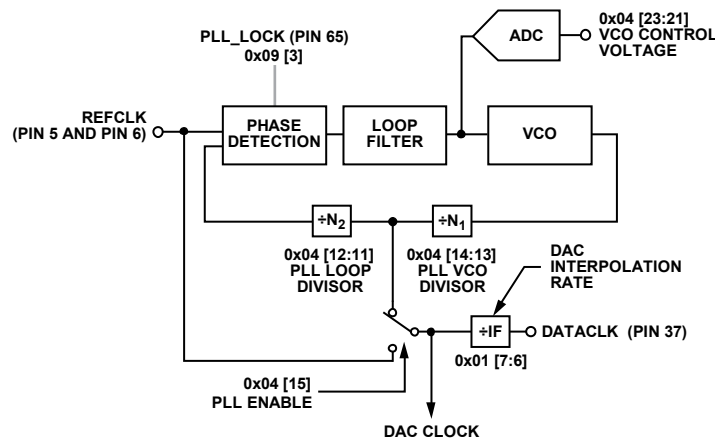 PLL_LOCK (PIN 65)
0x09 [3]
ADC
0x04 [23:21]
VCO CONTROL
VOLTAGE
REFCLK
(PIN 5 AND PIN 6)
PHASE
DETECTION
LOOP
FILTER
VCO
÷N2
÷N1
0x04 [12:11]
PLL LOOP
DIVISOR
0x04 [14:13]
PLL VCO
DIVISOR
DAC
INTERPOLATION
RATE
÷IF
DATACLK (PIN 37)
0x01 [7:6]
0x04 [15]
PLL ENABLE
DAC CLOCK